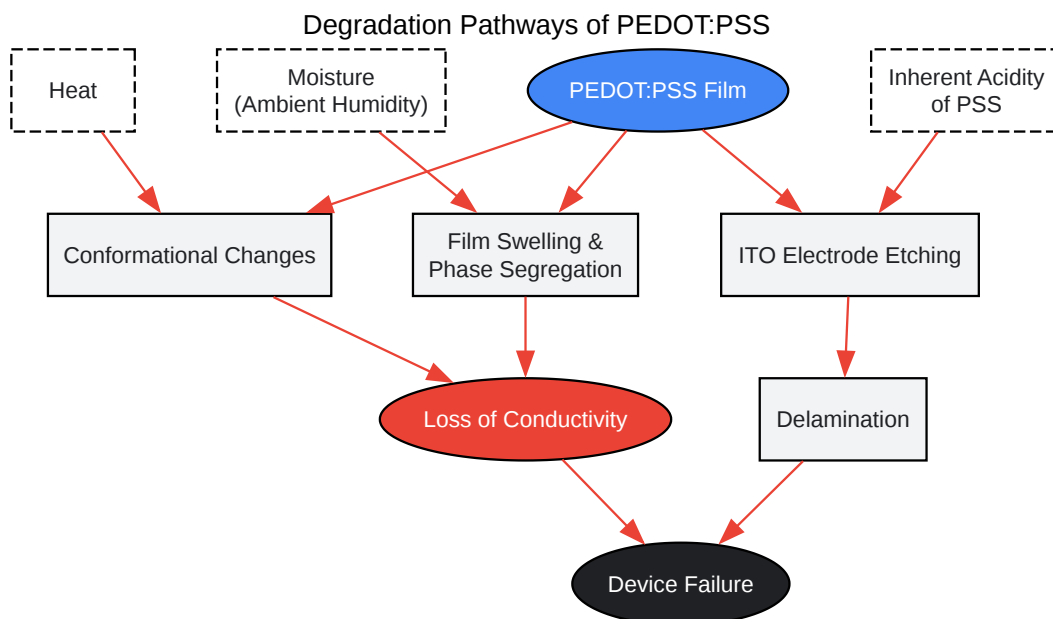 Degradation Pathways of PEDOT:PSS
Heat
Moisture
(Ambient Humidity)
PEDOT:PSS Film
Inherent Acidity
of PSS
Conformational Changes
Film Swelling &
Phase Segregation
ITO Electrode Etching
Loss of Conductivity
Delamination
Device Failure